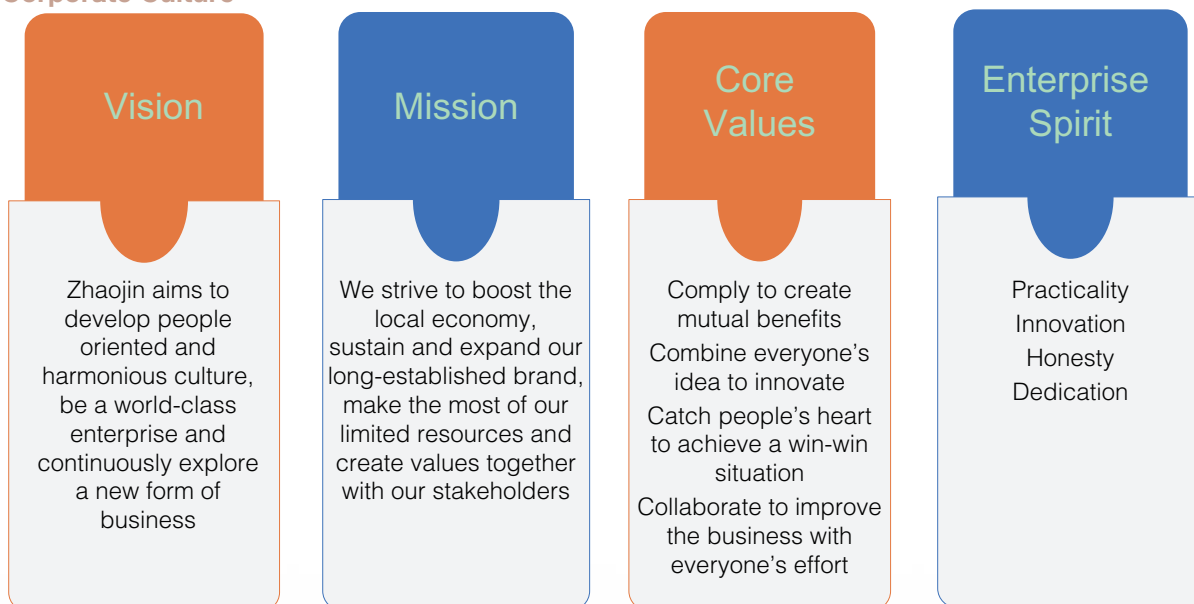 Corporate Culture
Vision
Zhaojin aims to
develop people
oriented and
harmonious culture,
be a world-class
enterprise and
continuously explore
a new form of
business
Mission
We strive to boost the
local economy,
sustain and expand our
long-established brand,
make the most of our
limited resources and
create values together
with our stakeholders
Core
Values
Comply to create
mutual benefits
Combine everyone’s
idea to innovate
Catch people’s heart
to achieve a win-win
situation
Collaborate to improve
the business with
everyone’s effort
Enterprise
Spirit
Practicality
Innovation
Honesty
Dedication